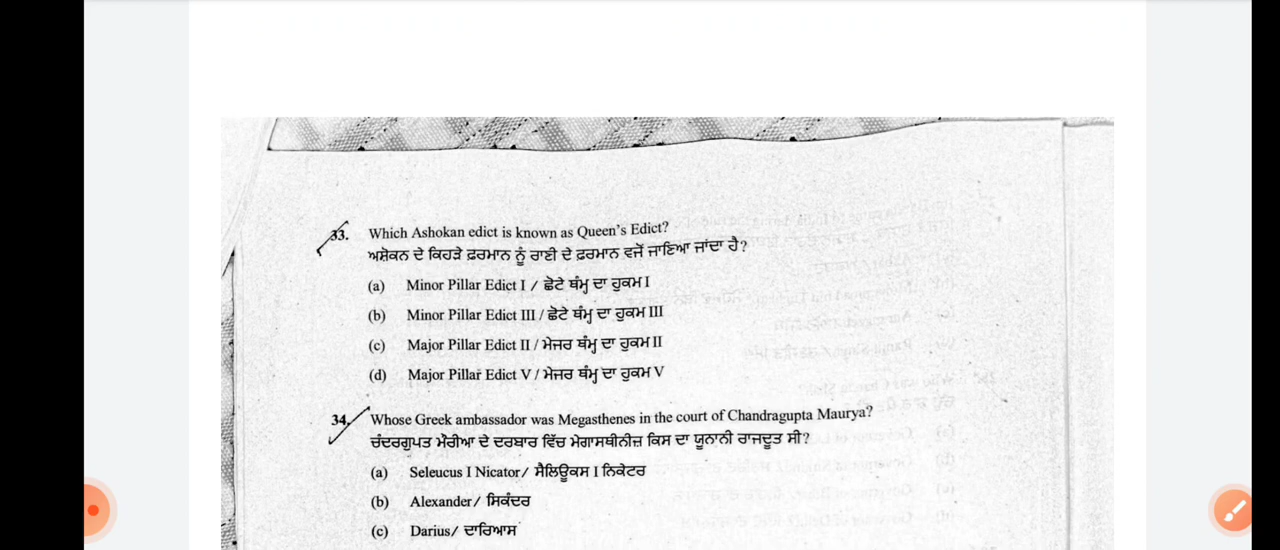 33. Which Ashokan edict is known as Queen's Edict?
ਅਸ਼ੋਕਨ ਦੇ ਕਿਹੜੇ ਫ਼ਰਮਾਨ ਨੂੰ ਰਾਣੀ ਦੇ ਫ਼ਰਮਾਨ ਵਜੋਂ ਜਾਣਿਆ ਜਾਂਦਾ ਹੈ?
(a) Minor Pillar Edict I / ਛੋਟੇ ਥੰਮ੍ਹ ਦਾ ਹੁਕਮ I
(b) Minor Pillar Edict III / ਛੋਟੇ ਥੰਮ੍ਹ ਦਾ ਹੁਕਮ III
(c) Major Pillar Edict II / ਮੇਜਰ ਥੰਮ੍ਹ ਦਾ ਹੁਕਮ II
(d) Major Pillar Edict V / ਮੇਜਰ ਥੰਮ੍ਹ ਦਾ ਹੁਕਮ V
34. Whose Greek ambassador was Megasthenes in the court of Chandragupta Maurya?
ਚੰਦਰਗੁਪਤ ਮੌਰੀਆ ਦੇ ਦਰਬਾਰ ਵਿੱਚ ਮੇਗਾਸਥੀਨੀਜ਼ ਕਿਸ ਦਾ ਯੂਨਾਨੀ ਰਾਜਦੂਤ ਸੀ?
(a) Seleucus I Nicator / ਸੈਲਿਊਕਸ I ਨਿਕੇਟਰ
(b) Alexander / ਸਿਕੰਦਰ
(c) Darius / ਦਾਰਿਆਸ